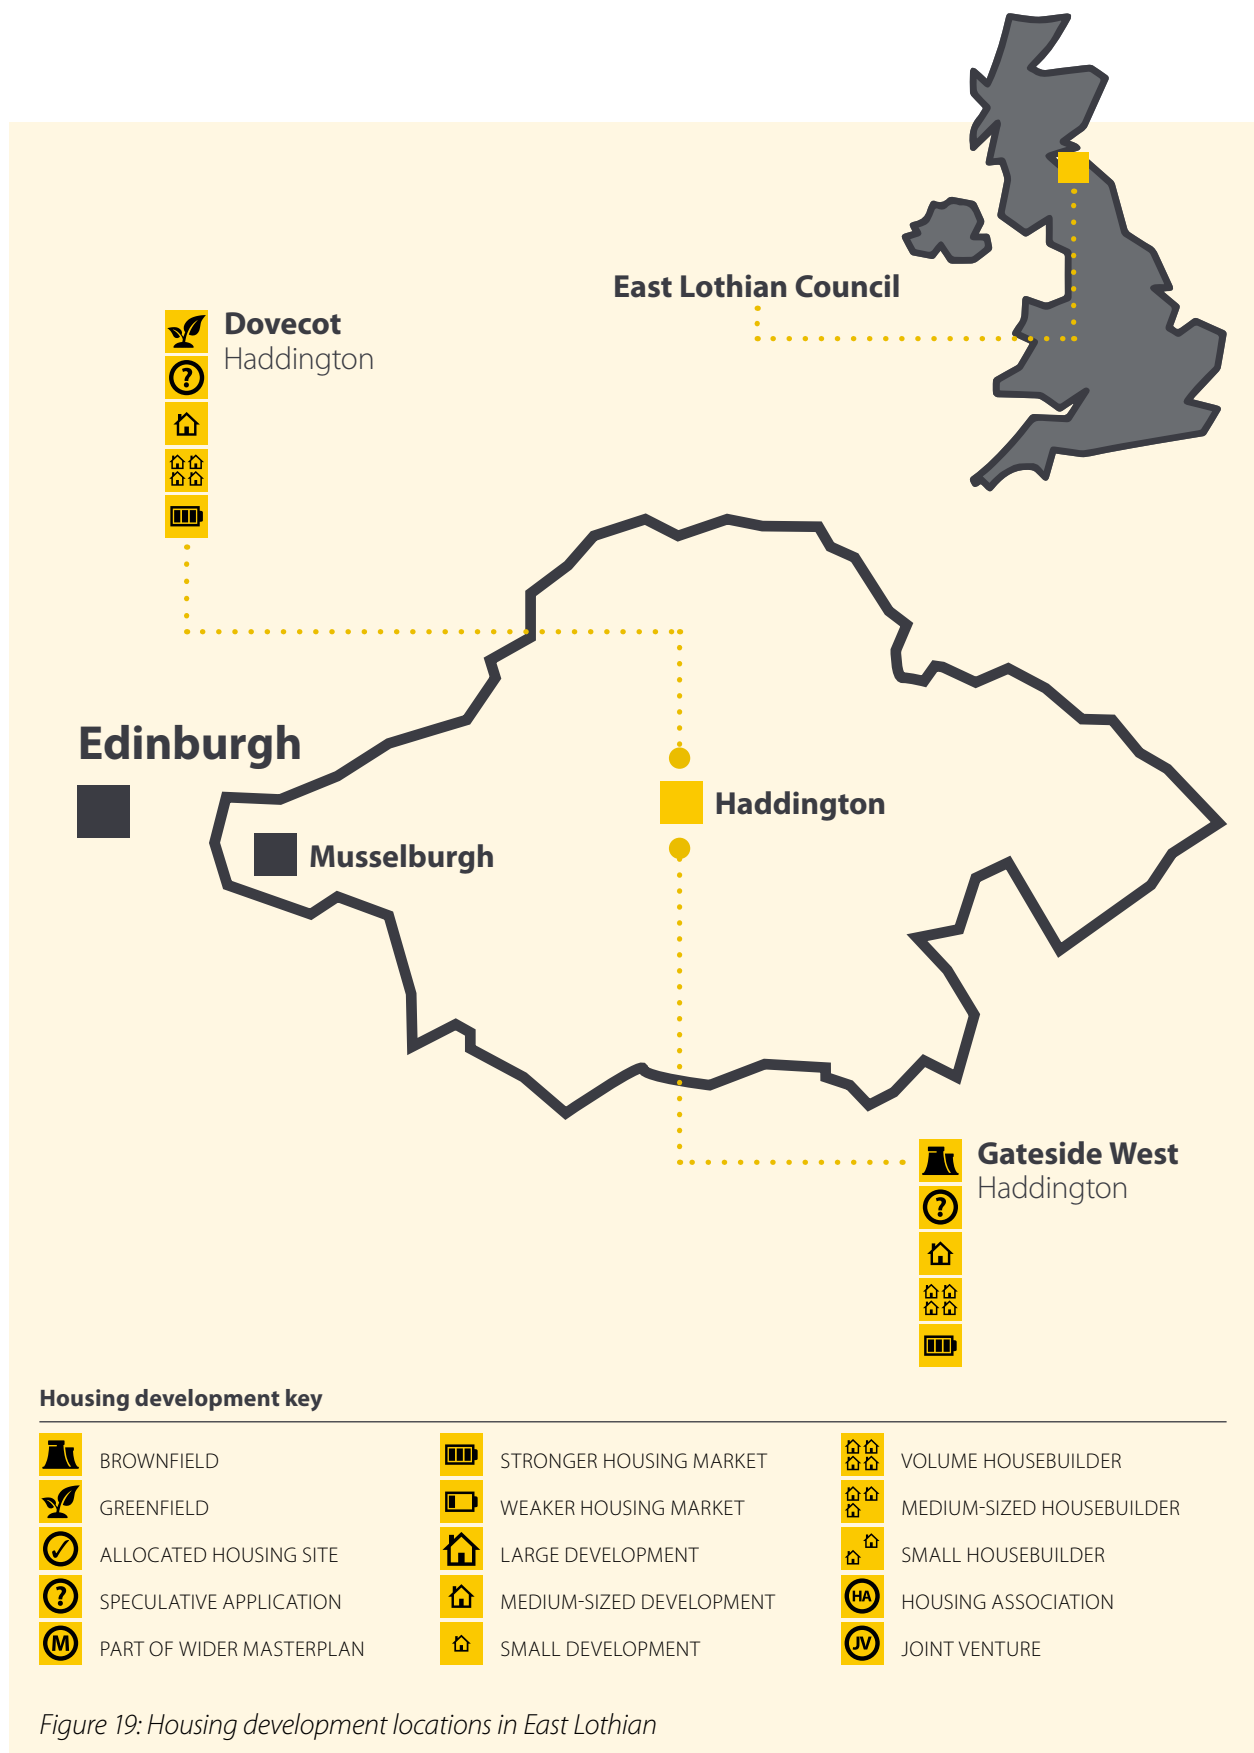 East Lothian Council
Dovecot
Haddington
?
Edinburgh
Haddington
Musselburgh
Gateside West
Haddington
?
Housing development key
BROWNFIELD
GREENFIELD
ALLOCATED HOUSING SITE
? SPECULATIVE APPLICATION
M PART OF WIDER MASTERPLAN
STRONGER HOUSING MARKET
WEAKER HOUSING MARKET
LARGE DEVELOPMENT
MEDIUM-SIZED DEVELOPMENT
SMALL DEVELOPMENT
VOLUME HOUSEBUILDER
MEDIUM-SIZED HOUSEBUILDER
SMALL HOUSEBUILDER
HA HOUSING ASSOCIATION
JV JOINT VENTURE
Figure 19: Housing development locations in East Lothian